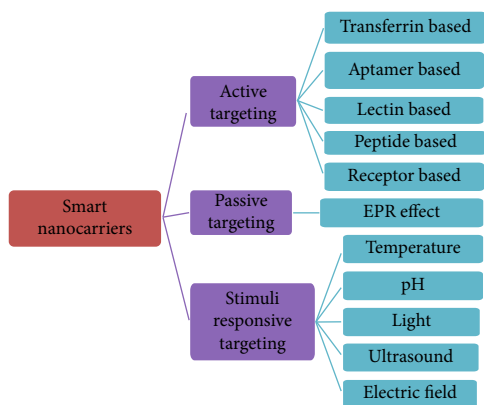 Smart
nanocarriers
Active
targeting
Transferrin based
Aptamer based
Lectin based
Peptide based
Receptor based
Passive
targeting
EPR effect
Stimuli
responsive
targeting
Temperature
pH
Light
Ultrasound
Electric field